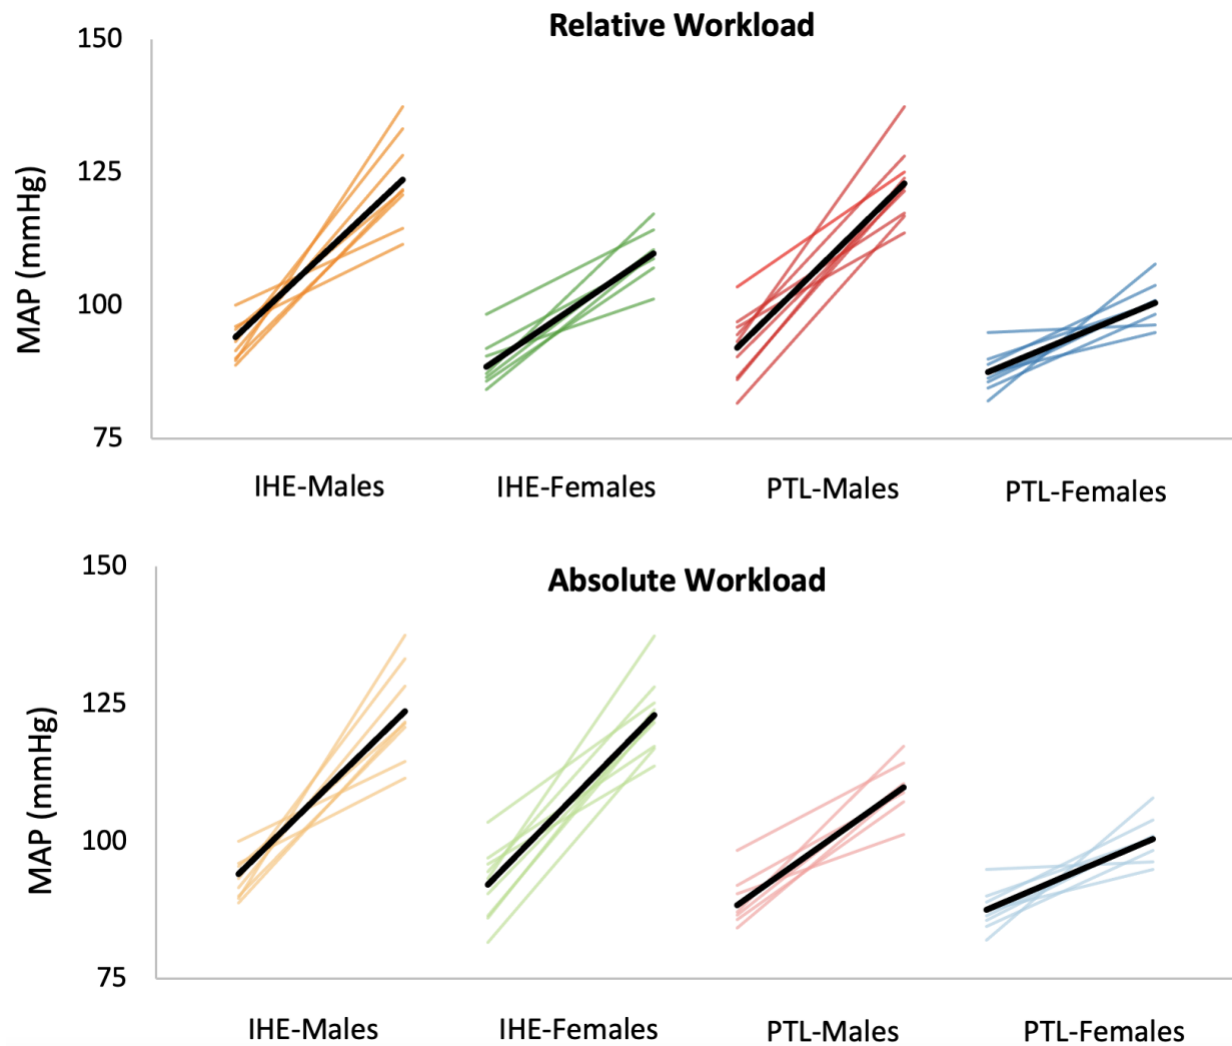 Relative Workload
150
125
100
75
MAP (mmHg)
IHE-Males IHE-Females PTL-Males PTL-Females
Absolute Workload
150
125
100
75
MAP (mmHg)
IHE-Males IHE-Females PTL-Males PTL-Females